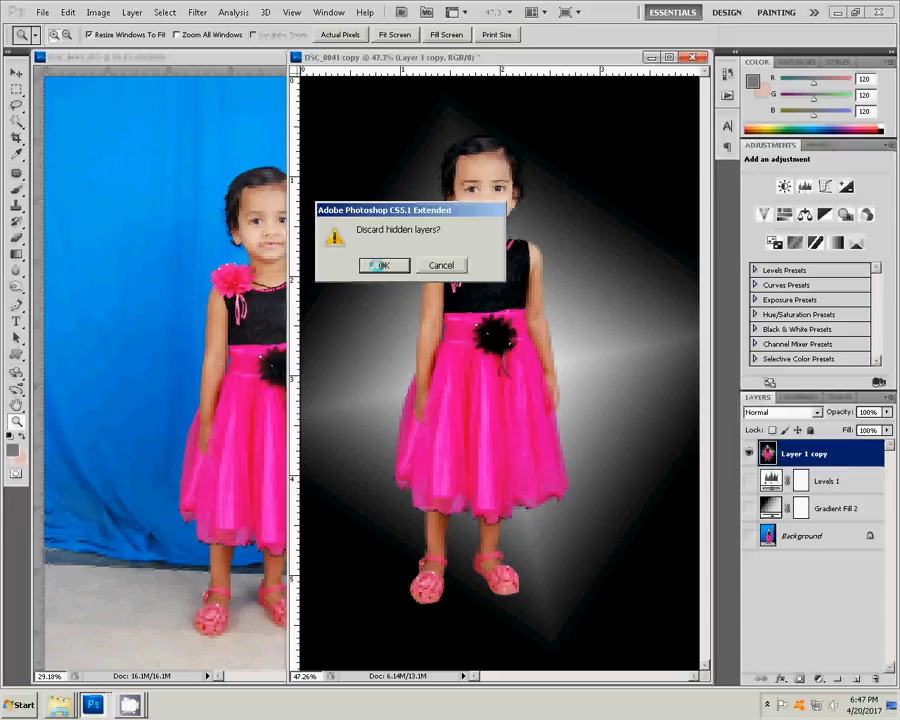 File Edit Image Layer Select Filter Analysis 3D View Window Help 47.3 ESSENTIALS DESIGN PAINTING
Resize Windows To Fit Zoom All Windows Scrubby Zoom Actual Pixels Fit Screen Fill Screen Print Size
DSC_0041 copy @ 47.3% (Layer 1 copy, RGB/8) *
COLOR
R 120
G 120
B 120
ADJUSTMENTS
Add an adjustment
Levels Presets
Curves Presets
Exposure Presets
Hue/Saturation Presets
Black & White Presets
Channel Mixer Presets
Selective Color Presets
Adobe Photoshop CS5.1 Extended
Discard hidden layers?
OK Cancel
LAYERS
Normal Opacity: 100%
Lock: Fill: 100%
Layer 1 copy
Levels 1
Gradient Fill 2
Background
29.18% Doc: 16.1M/16.1M
47.26% Doc: 6.14M/13.1M
Start Ps
6:47 PM
4/20/2017